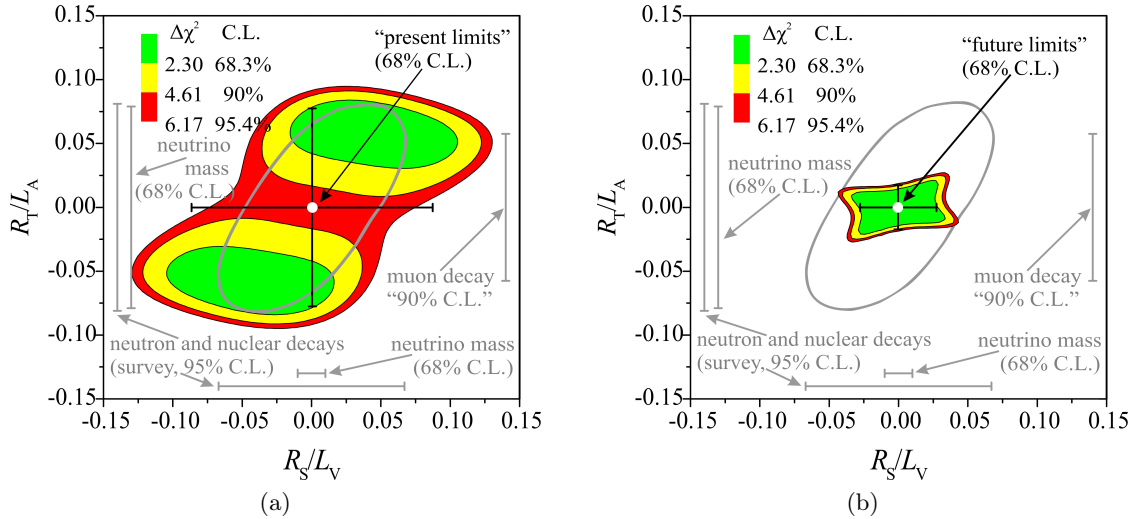 Δχ² C.L.
2.30 68.3%
4.61 90%
6.17 95.4%
“present limits”
(68% C.L.)
neutrino
mass
(68% C.L.)
muon decay
“90% C.L.”
neutron and nuclear decays
(survey, 95% C.L.)
neutrino mass
(68% C.L.)
0.15
0.10
0.05
0.00
-0.05
-0.10
-0.15
R_T/L_A
-0.15 -0.10 -0.05 0.00 0.05 0.10 0.15
R_S/L_V
(a)
Δχ² C.L.
2.30 68.3%
4.61 90%
6.17 95.4%
“future limits”
(68% C.L.)
neutrino mass
(68% C.L.)
muon decay
“90% C.L.”
neutron and nuclear decays
(survey, 95% C.L.)
neutrino mass
(68% C.L.)
0.15
0.10
0.05
0.00
-0.05
-0.10
-0.15
R_T/L_A
-0.15 -0.10 -0.05 0.00 0.05 0.10 0.15
R_S/L_V
(b)